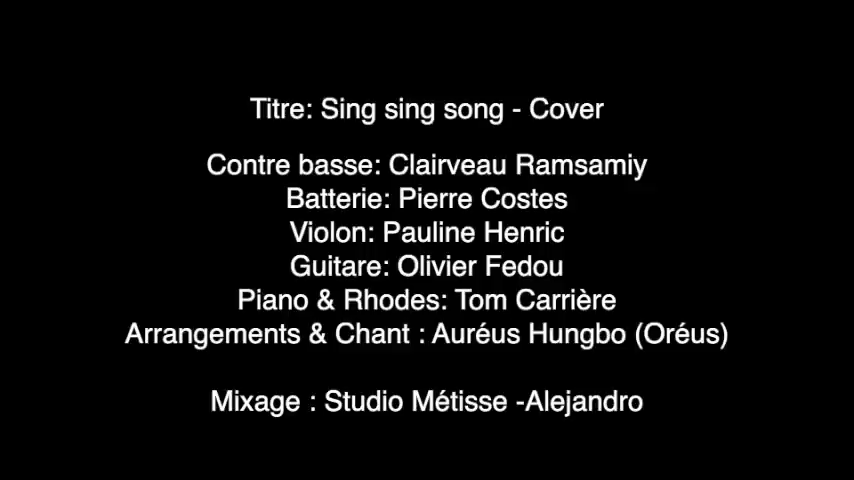 Titre: Sing sing song - Cover
Contre basse: Clairveau Ramsamiy
Batterie: Pierre Costes
Violon: Pauline Henric
Guitare: Olivier Fedou
Piano & Rhodes: Tom Carrière
Arrangements & Chant : Auréus Hungbo (Oréus)
Mixage : Studio Métisse -Alejandro